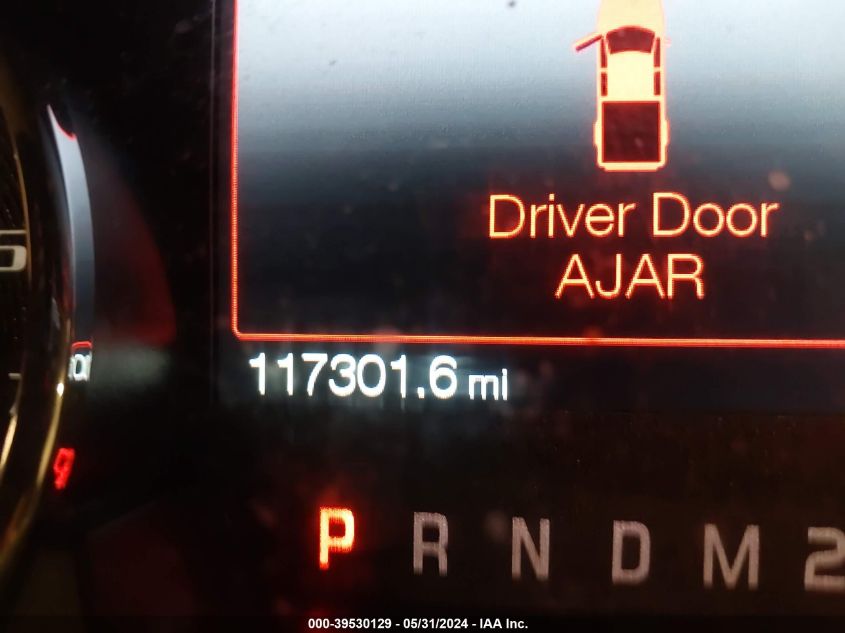 Driver Door
AJAR
117301.6 mi
P R N D M 2
000-39530129 - 05/31/2024 - IAA Inc.